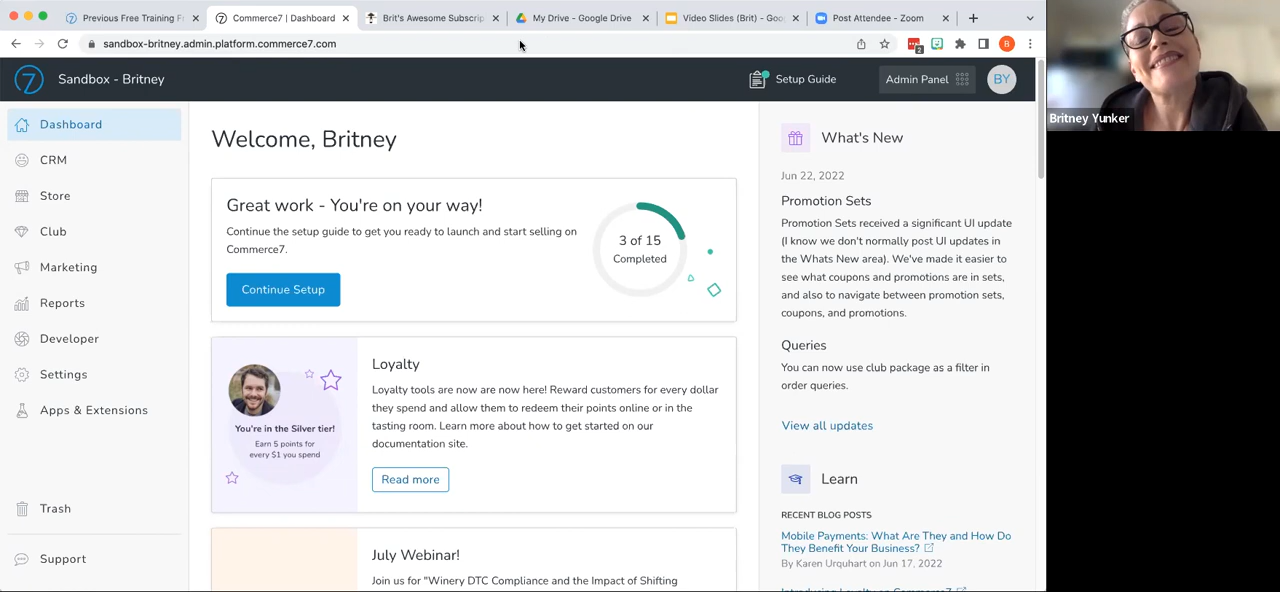 Previous Free Training F
Commerce7 | Dashboard
Brit's Awesome Subscrip
My Drive - Google Drive
Video Slides (Brit) - Goo
Post Attendee - Zoom
sandbox-britney.admin.platform.commerce7.com
2
B
7
Sandbox - Britney
Setup Guide
Admin Panel
BY
Britney Yunker
Dashboard
CRM
Store
Club
Marketing
Reports
Developer
Settings
Apps & Extensions
Trash
Support
Welcome, Britney
Great work - You're on your way!
Continue the setup guide to get you ready to launch and start selling on
Commerce7.
Continue Setup
3 of 15
Completed
You're in the Silver tier!
Earn 5 points for
every $1 you spend
Loyalty
Loyalty tools are now are now here! Reward customers for every dollar
they spend and allow them to redeem their points online or in the
tasting room. Learn more about how to get started on our
documentation site.
Read more
July Webinar!
Join us for "Winery DTC Compliance and the Impact of Shifting
What's New
Jun 22, 2022
Promotion Sets
Promotion Sets received a significant UI update
(I know we don't normally post UI updates in
the Whats New area). We've made it easier to
see what coupons and promotions are in sets,
and also to navigate between promotion sets,
coupons, and promotions.
Queries
You can now use club package as a filter in
order queries.
View all updates
Learn
RECENT BLOG POSTS
Mobile Payments: What Are They and How Do
They Benefit Your Business?
By Karen Urquhart on Jun 17, 2022
Introducing Loyalty on Commerce7